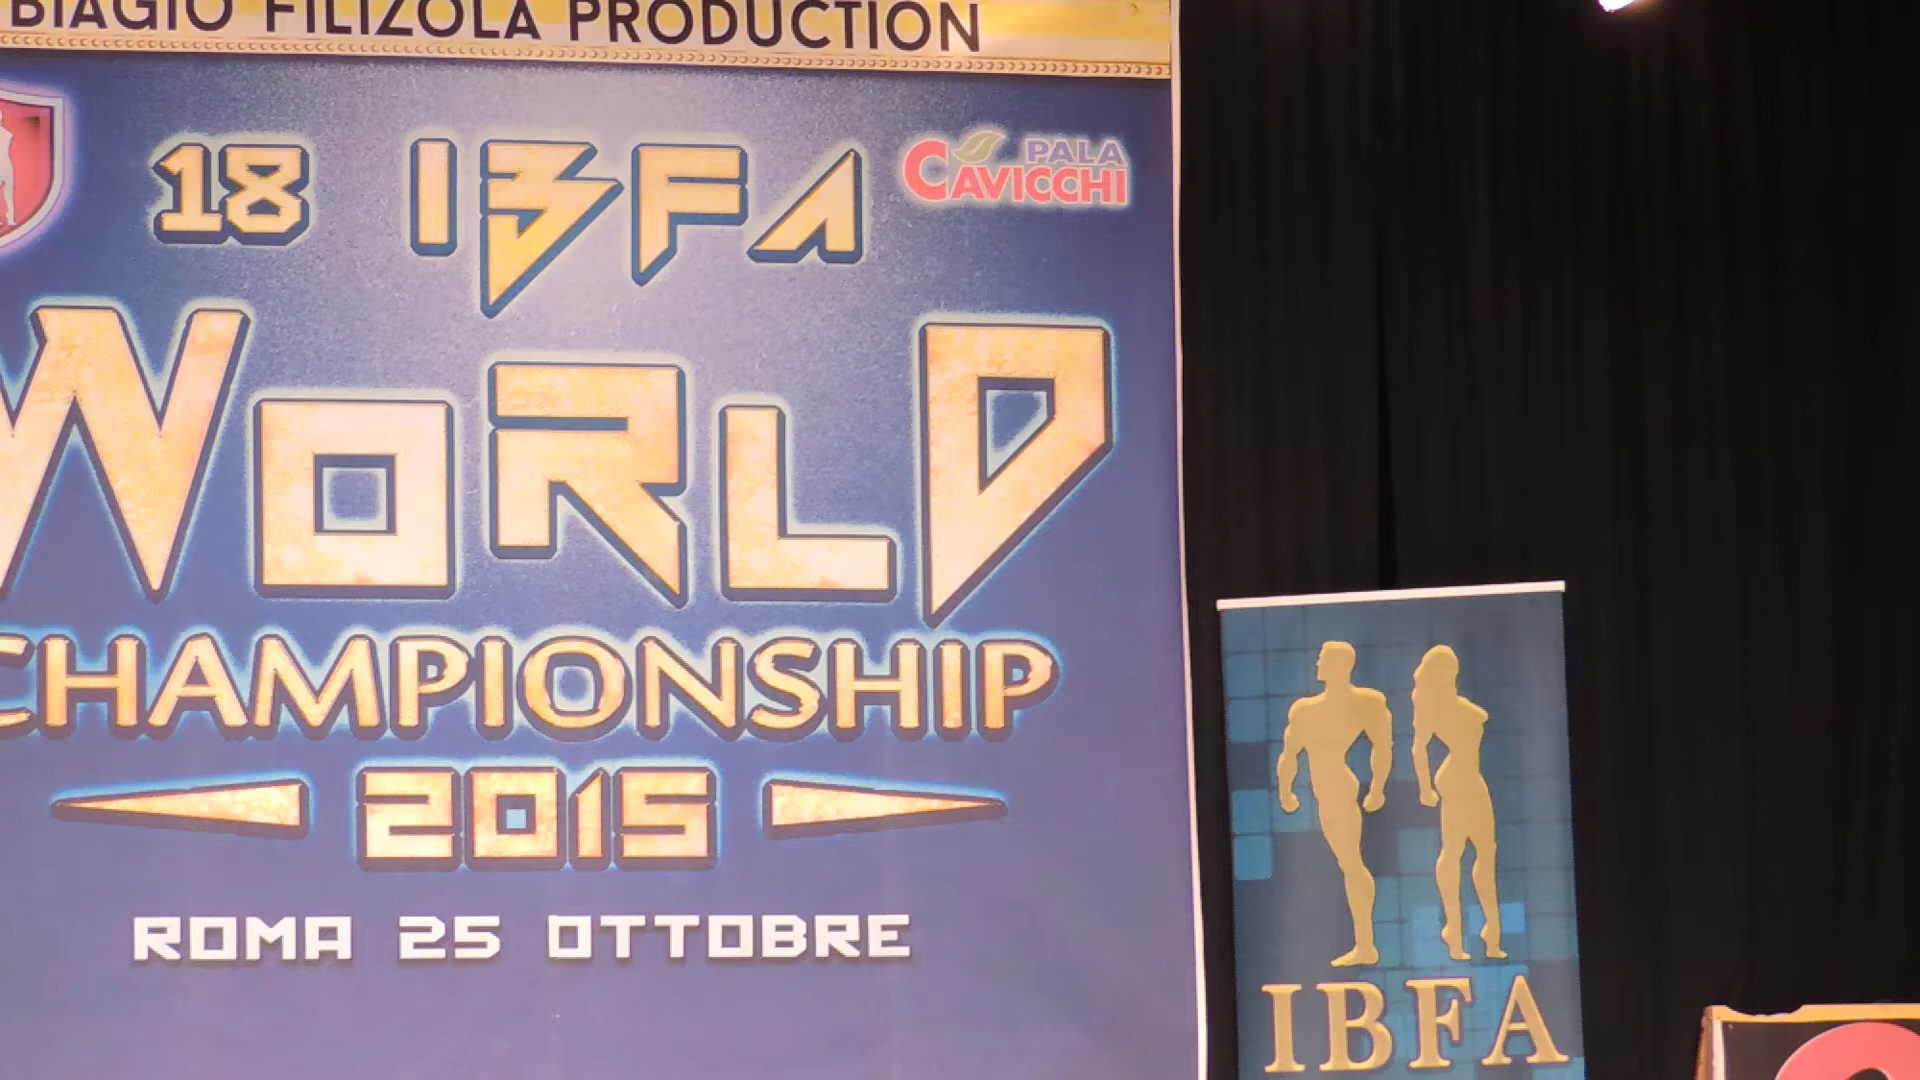 BIAGIO FILIZOLA PRODUCTION
18 IBFA
PALA
CAVICCHI
WORLD
CHAMPIONSHIP
2015
ROMA 25 OTTOBRE
IBFA